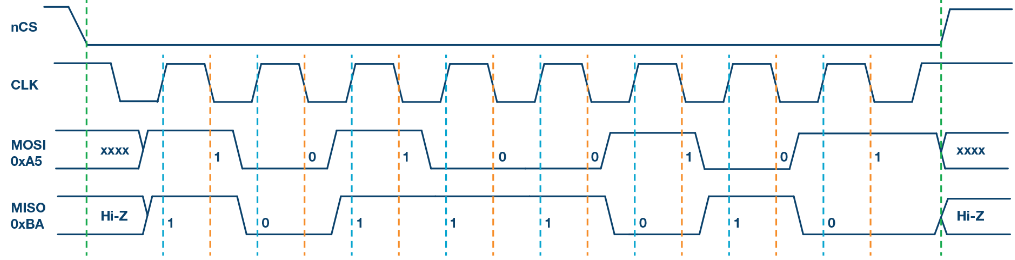 nCS
CLK
MOSI
0xA5
xxxx 1 0 1 0 0 1 0 1 xxxx
MISO
0xBA
Hi-Z 1 0 1 1 1 0 1 0 Hi-Z